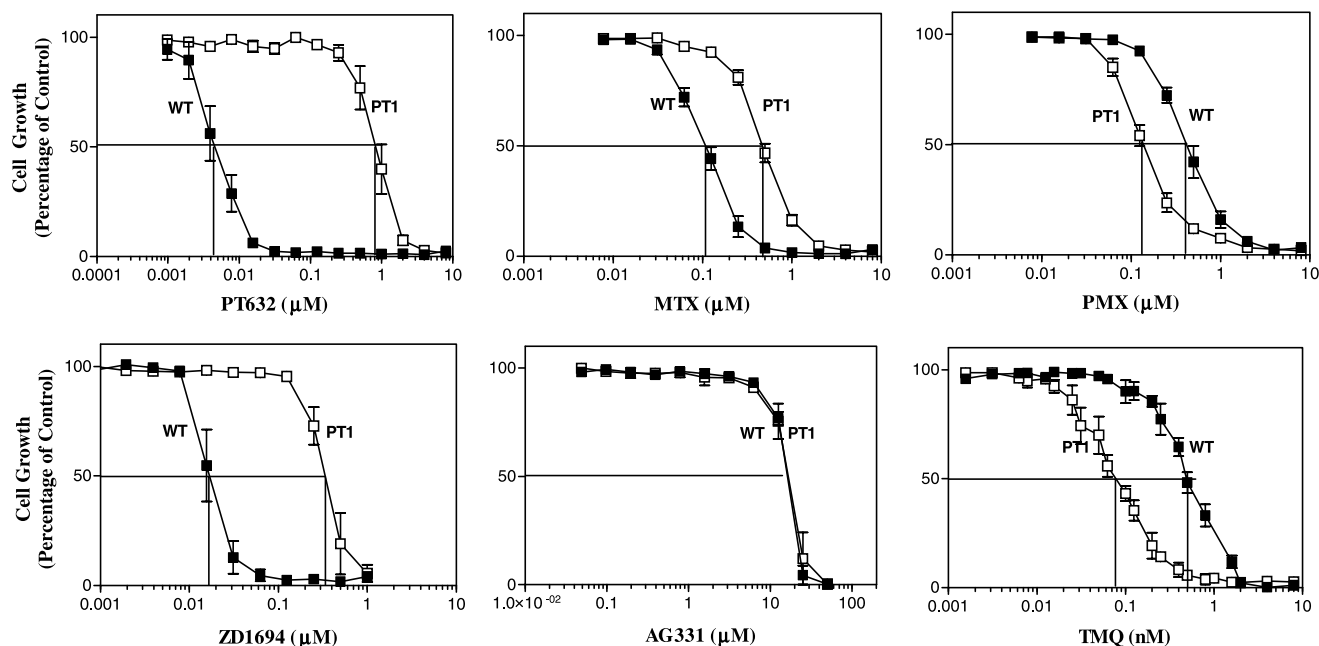 Cell Growth
(Percentage of Control)
100
50
0
WT
PT1
0.0001 0.001 0.01 0.1 1 10
PT632 (μM)
100
50
0
WT
PT1
0.001 0.01 0.1 1 10
MTX (μM)
100
50
0
PT1
WT
0.001 0.01 0.1 1 10
PMX (μM)
Cell Growth
(Percentage of Control)
100
50
0
WT
PT1
0.001 0.01 0.1 1 10
ZD1694 (μM)
100
50
0
WT PT1
1.0×10⁻⁰² 0.1 1 10 100
AG331 (μM)
100
50
0
PT1
WT
0.001 0.01 0.1 1 10
TMQ (nM)